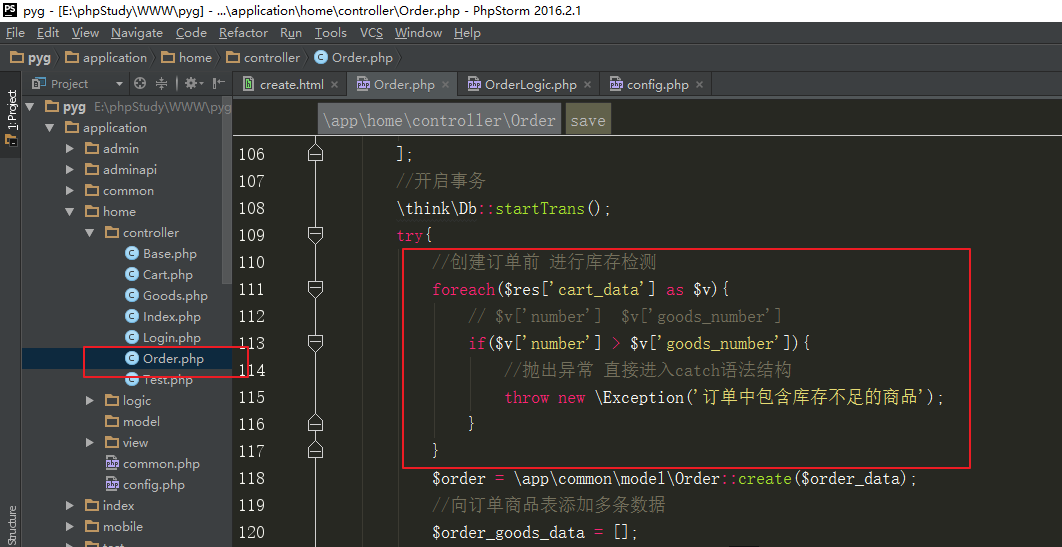 pyg - [E:\phpStudy\WWW\pyg] - ...\application\home\controller\Order.php - PhpStorm 2016.2.1
File Edit View Navigate Code Refactor Run Tools VCS Window Help
pyg application home controller Order.php
Project
create.html Order.php OrderLogic.php config.php
1: Project
Structure
pyg E:\phpStudy\WWW\pyg
application
admin
adminapi
common
home
controller
Base.php
Cart.php
Goods.php
Index.php
Login.php
Order.php
Test.php
logic
model
view
common.php
config.php
index
mobile
test
\app\home\controller\Order save
106 ];
107 //开启事务
108 \think\Db::startTrans();
109 try{
110 //创建订单前 进行库存检测
111 foreach($res['cart_data'] as $v){
112 // $v['number'] $v['goods_number']
113 if($v['number'] > $v['goods_number']){
114 //抛出异常 直接进入catch语法结构
115 throw new \Exception('订单中包含库存不足的商品');
116 }
117 }
118 $order = \app\common\model\Order::create($order_data);
119 //向订单商品表添加多条数据
120 $order_goods_data = [];